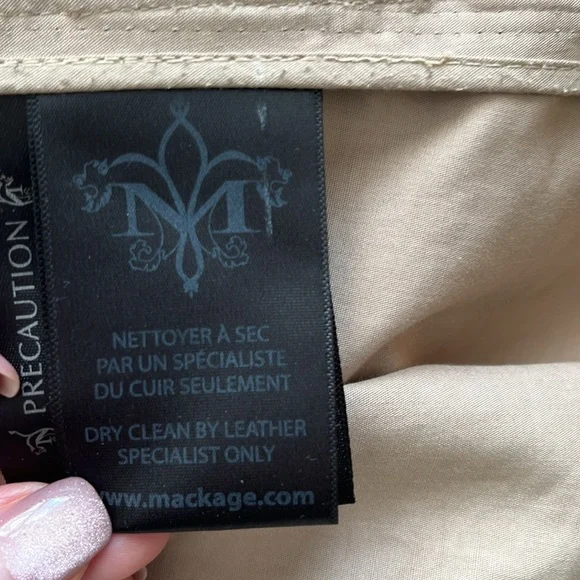 PRECAUTION
M
NETTOYER À SEC
PAR UN SPÉCIALISTE
DU CUIR SEULEMENT
DRY CLEAN BY LEATHER
SPECIALIST ONLY
www.mackage.com